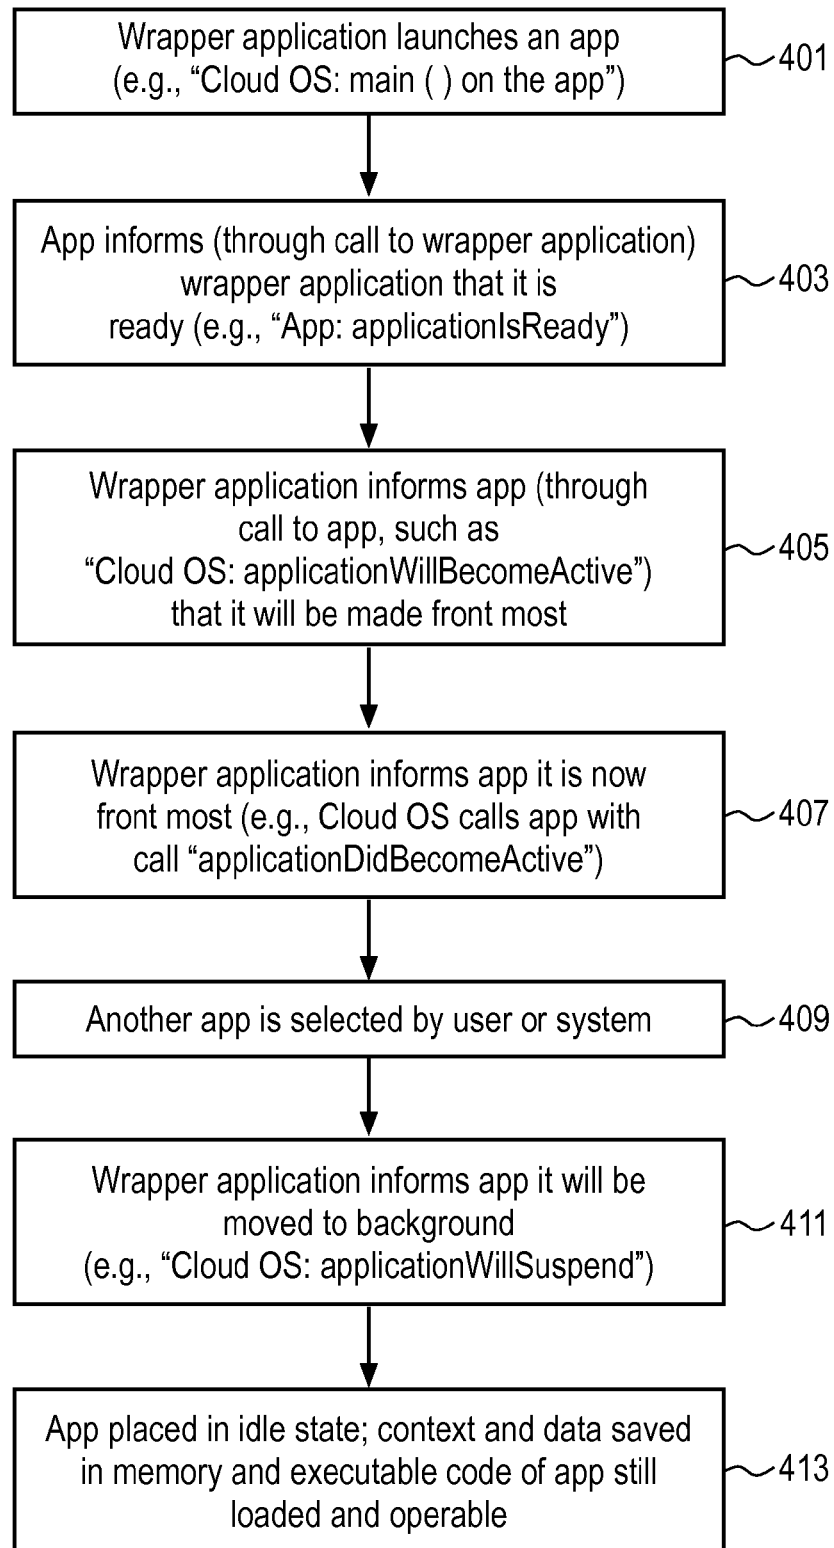 Wrapper application launches an app
(e.g., “Cloud OS: main ( ) on the app”)
401
App informs (through call to wrapper application)
wrapper application that it is
ready (e.g., “App: applicationIsReady”)
403
Wrapper application informs app (through
call to app, such as
“Cloud OS: applicationWillBecomeActive”)
that it will be made front most
405
Wrapper application informs app it is now
front most (e.g., Cloud OS calls app with
call “applicationDidBecomeActive”)
407
Another app is selected by user or system
409
Wrapper application informs app it will be
moved to background
(e.g., “Cloud OS: applicationWillSuspend”)
411
App placed in idle state; context and data saved
in memory and executable code of app still
loaded and operable
413